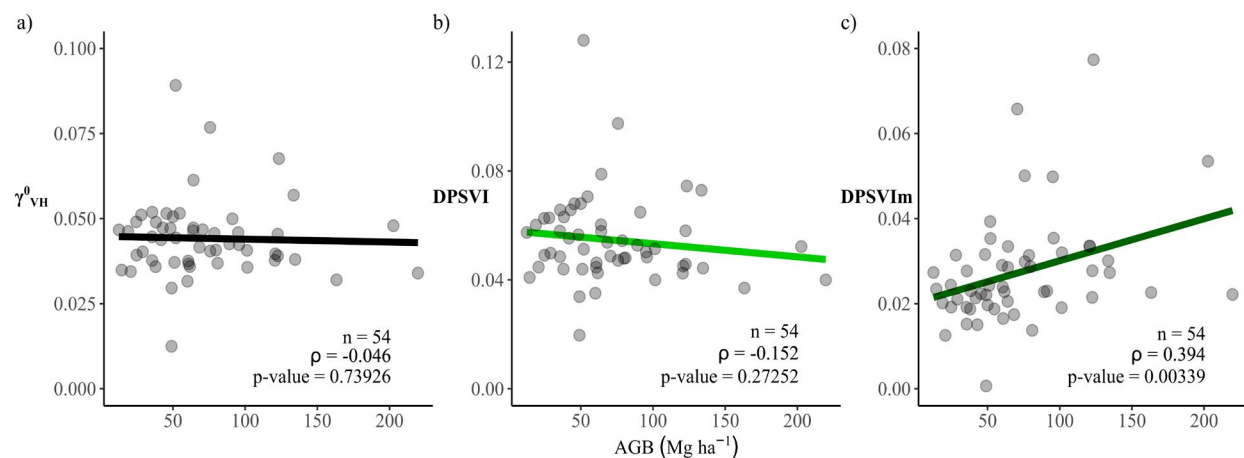 a)
0.100
0.075
γ⁰VH
0.050
0.025
0.000
n = 54
ρ = -0.046
p-value = 0.73926
50 100 150 200
b)
0.12
0.08
DPSVI
0.04
0.00
n = 54
ρ = -0.152
p-value = 0.27252
50 100 150 200
AGB (Mg ha⁻¹)
c)
0.08
0.06
DPSVIm
0.04
0.02
0.00
n = 54
ρ = 0.394
p-value = 0.00339
50 100 150 200